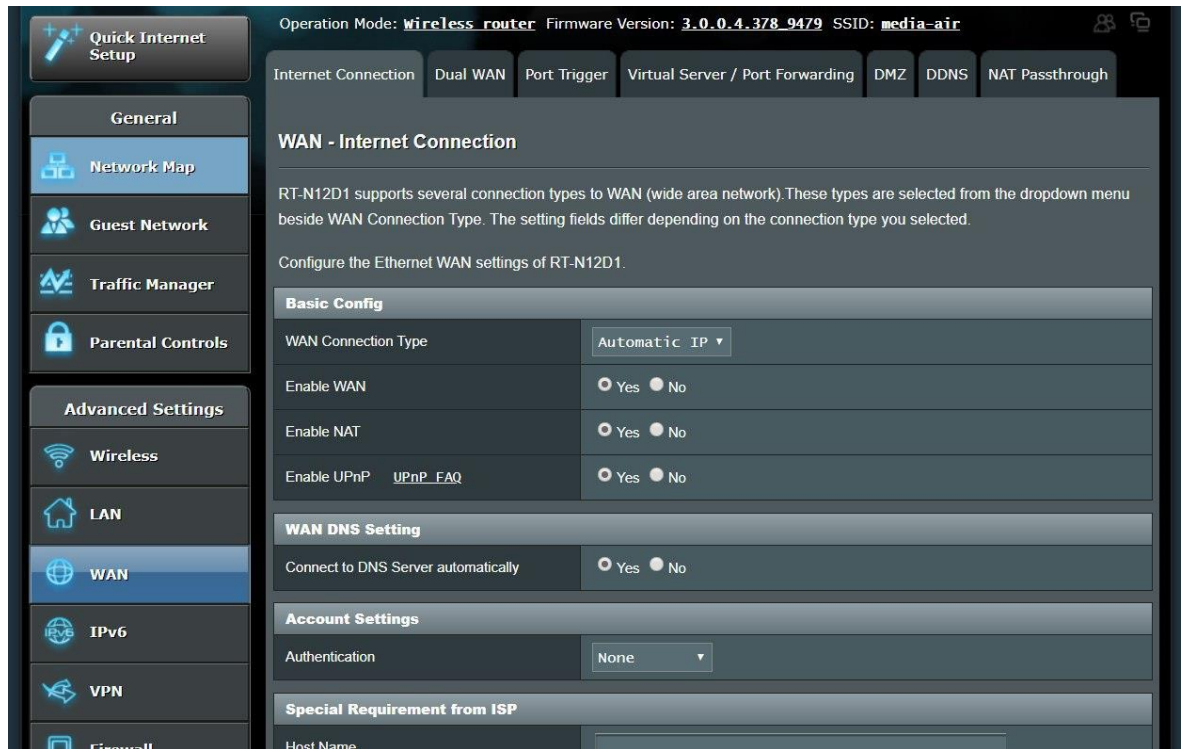 Quick Internet
Setup
General
Network Map
Guest Network
Traffic Manager
Parental Controls
Advanced Settings
Wireless
LAN
WAN
IPv6
IPv6
VPN
Firewall
Operation Mode: Wireless router Firmware Version: 3.0.0.4.378_9479 SSID: media-air
Internet Connection Dual WAN Port Trigger Virtual Server / Port Forwarding DMZ DDNS NAT Passthrough
WAN - Internet Connection
RT-N12D1 supports several connection types to WAN (wide area network).These types are selected from the dropdown menu
beside WAN Connection Type. The setting fields differ depending on the connection type you selected.
Configure the Ethernet WAN settings of RT-N12D1.
Basic Config
WAN Connection Type Automatic IP
Enable WAN Yes No
Enable NAT Yes No
Enable UPnP UPnP FAQ Yes No
WAN DNS Setting
Connect to DNS Server automatically Yes No
Account Settings
Authentication None
Special Requirement from ISP
Host Name